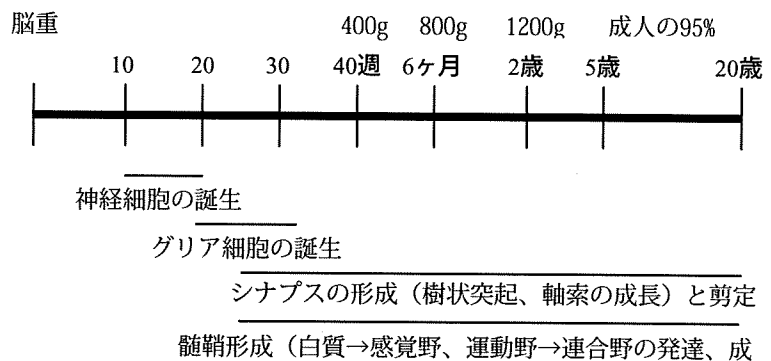 脳重 400g 800g 1200g 成人の95%
10 20 30 40週 6ヶ月 2歳 5歳 20歳
神経細胞の誕生
グリア細胞の誕生
シナプスの形成（樹状突起、軸索の成長）と剪定
髄鞘形成（白質→感覚野、運動野→連合野の発達、成